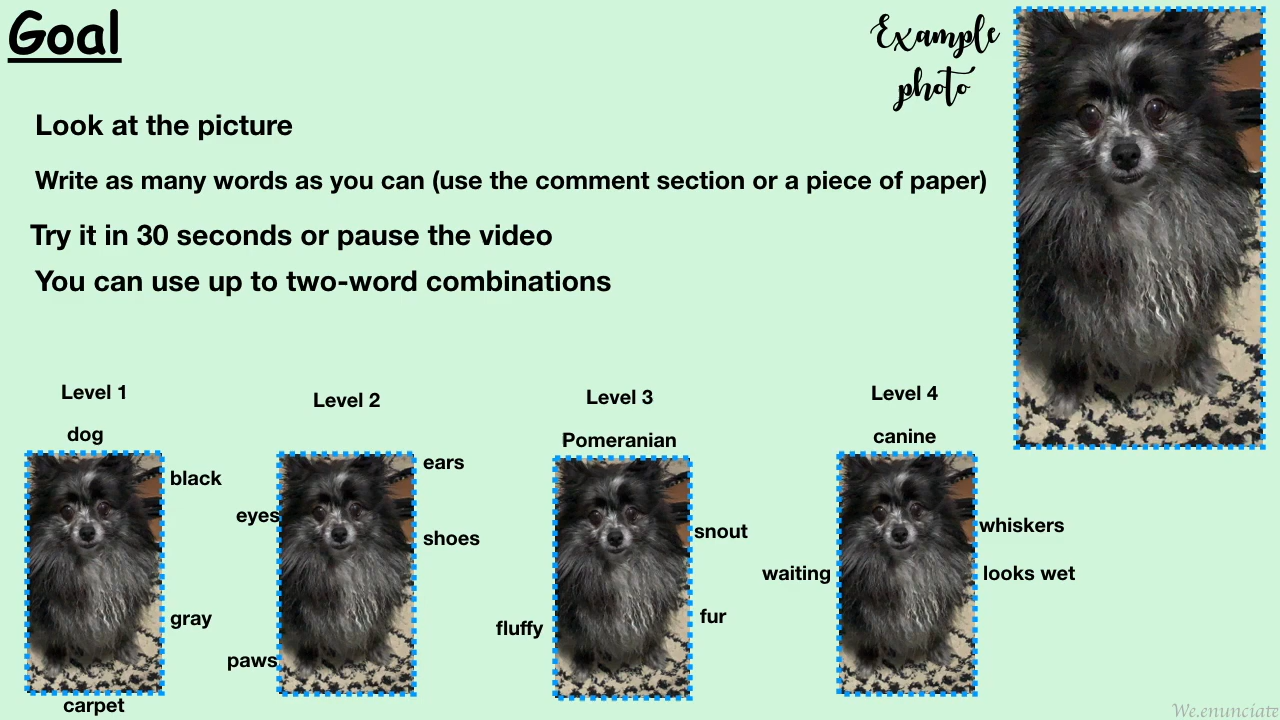 Goal
Example
photo
Look at the picture
Write as many words as you can (use the comment section or a piece of paper)
Try it in 30 seconds or pause the video
You can use up to two-word combinations
Level 1
dog
black
gray
carpet
Level 2
ears
eyes
shoes
paws
Level 3
Pomeranian
snout
fur
fluffy
Level 4
canine
whiskers
waiting
looks wet
We.enunciate